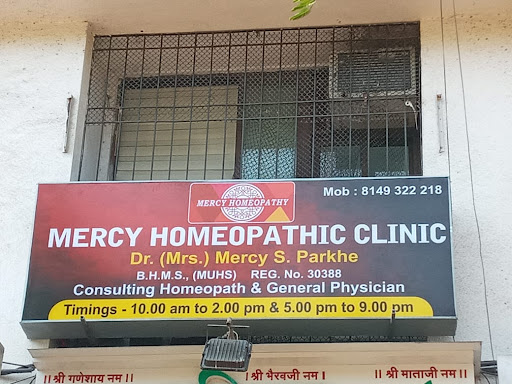 Mob : 8149 322 218
MERCY HOMEOPATHY
MERCY HOMEOPATHIC CLINIC
Dr. (Mrs.) Mercy S. Parkhe
B.H.M.S., (MUHS) REG. No. 30388
Consulting Homeopath & General Physician
Timings - 10.00 am to 2.00 pm & 5.00 pm to 9.00 pm
॥ श्री गणेशाय नमः ॥ ॥ श्री भैरवजी नमः । ॥ श्री माताजी नमः ॥